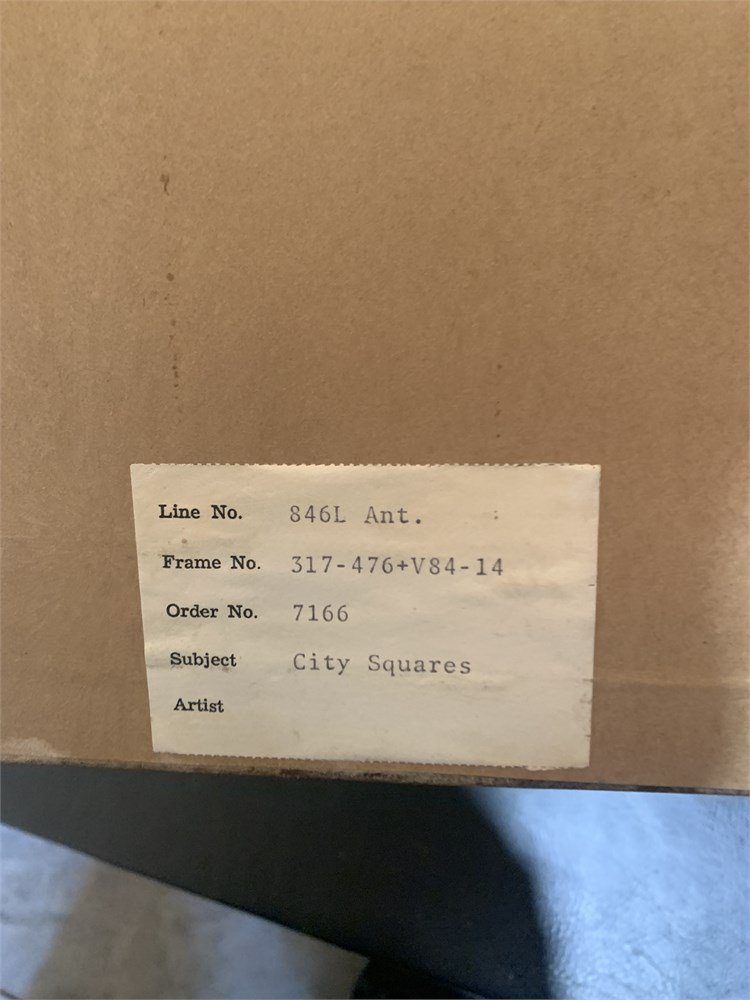 Line No. 846L Ant.
Frame No. 317-476+V84-14
Order No. 7166
Subject City Squares
Artist